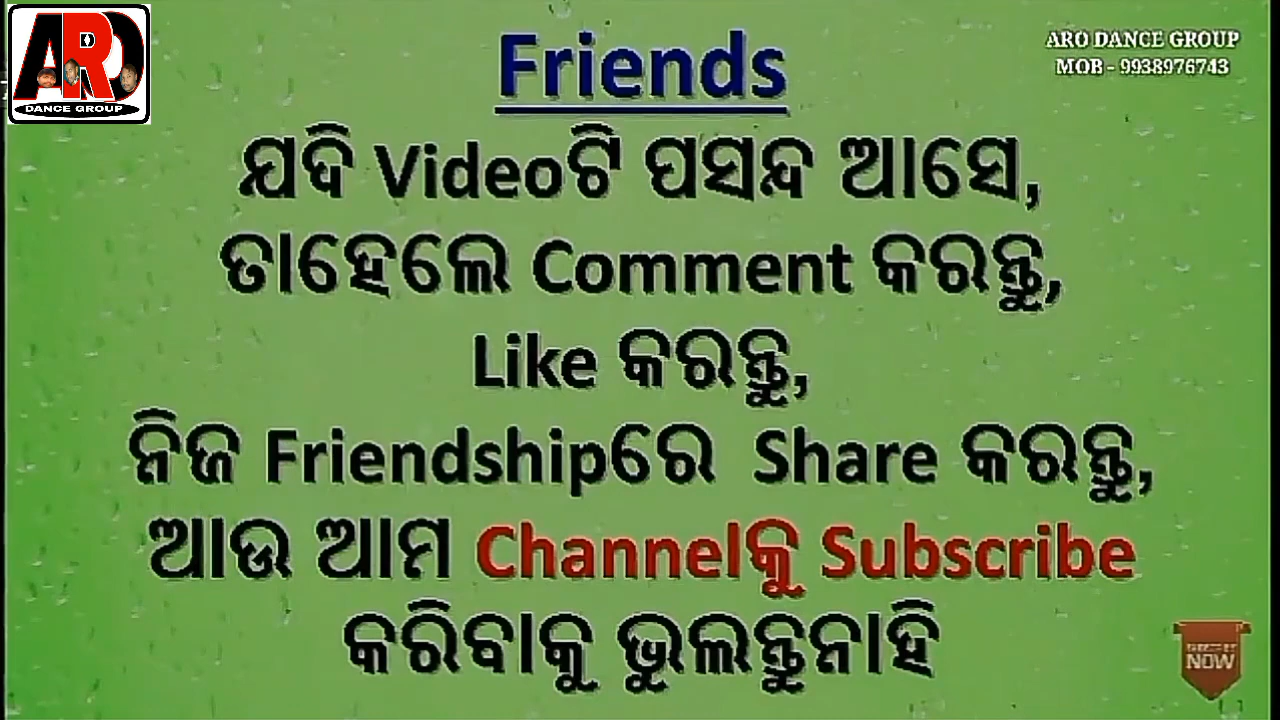 ARO
DANCE GROUP
ARO DANCE GROUP
MOB - 9938976743
Friends
ଯଦି Videoଟି ପସନ୍ଦ ଆସେ,
ତାହେଲେ Comment କରନ୍ତୁ,
Like କରନ୍ତୁ,
ନିଜ Friendshipରେ Share କରନ୍ତୁ,
ଆଉ ଆମ Channelକୁ Subscribe
କରିବାକୁ ଭୁଲନ୍ତୁନାହି
NOW